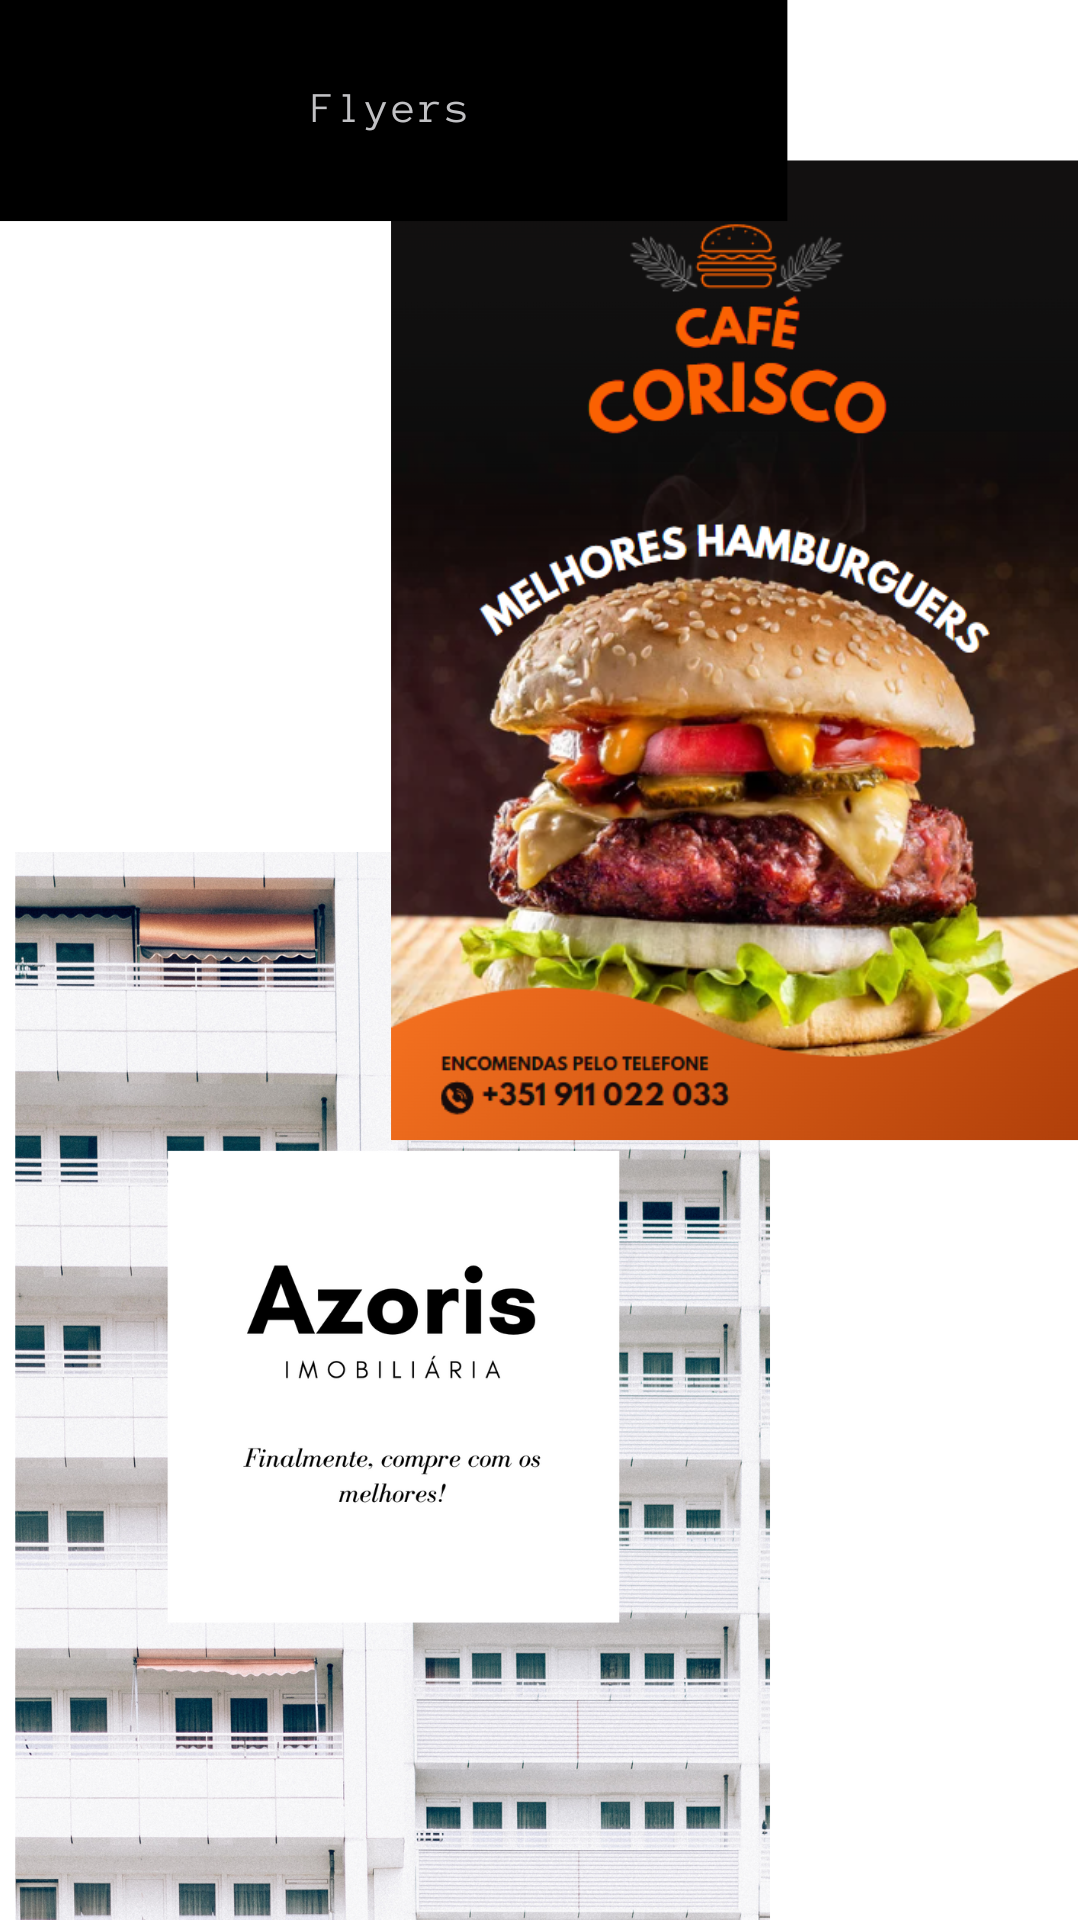 Flyers
CAFÉ
CORISCO
MELHORES HAMBURGUERS
ENCOMENDAS PELO TELEFONE
+351 911 022 033
Azoris
IMOBILIÁRIA
Finalmente, compre com os
melhores!